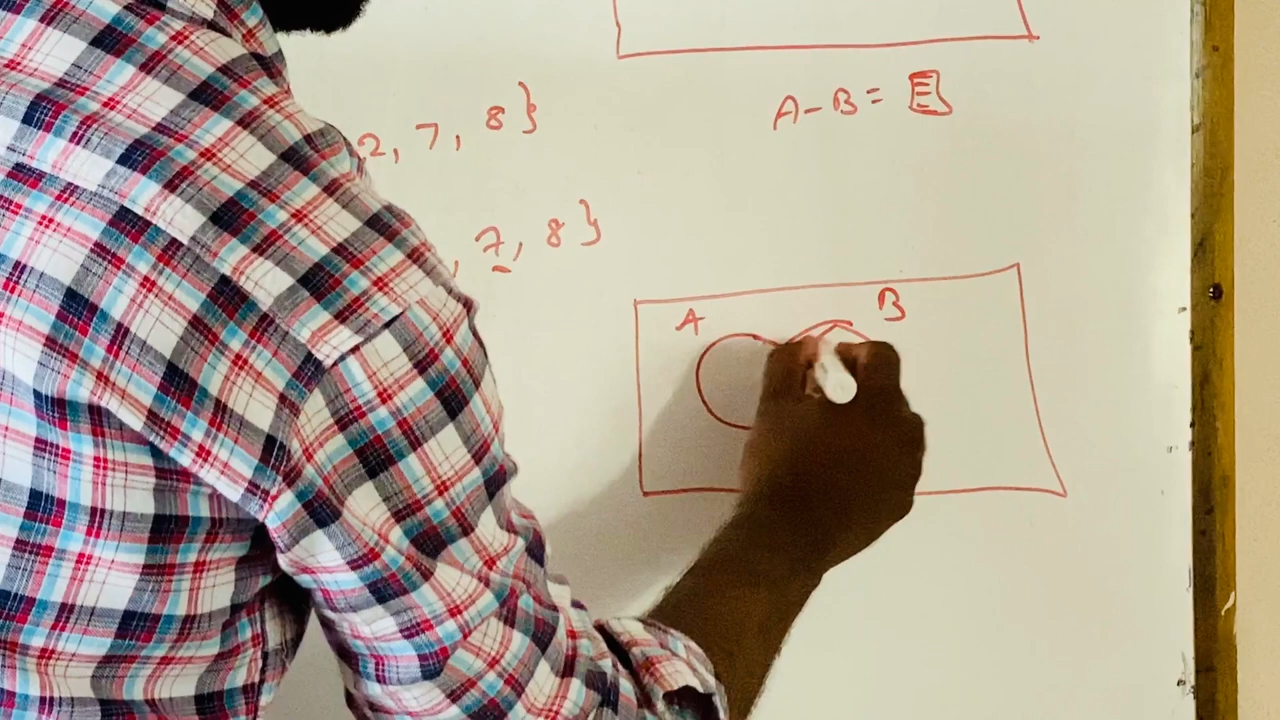 A - B =
2, 7, 8}
, 7, 8}
A
B